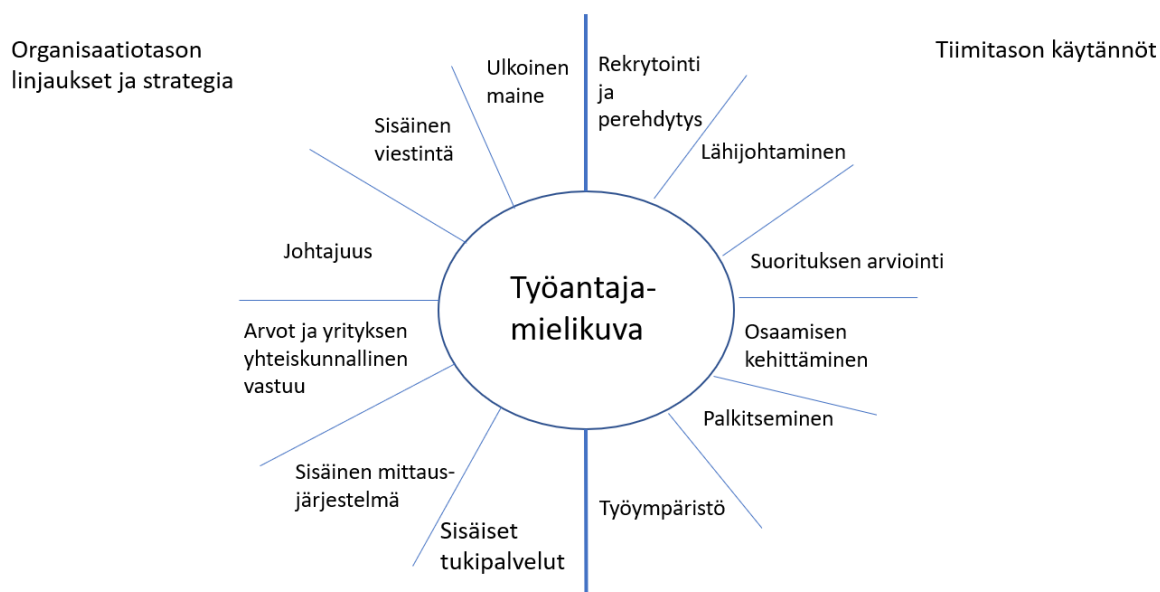 Organisaatiotason
linjaukset ja strategia
Tiimitason käytännöt
Ulkoinen
maine
Rekrytointi
ja
perehdytys
Sisäinen
viestintä
Lähijohtaminen
Johtajuus
Suorituksen arviointi
Työantaja-
mielikuva
Arvot ja yrityksen
yhteiskunnallinen
vastuu
Osaamisen
kehittäminen
Palkitseminen
Sisäinen mittaus-
järjestelmä
Työympäristö
Sisäiset
tukipalvelut